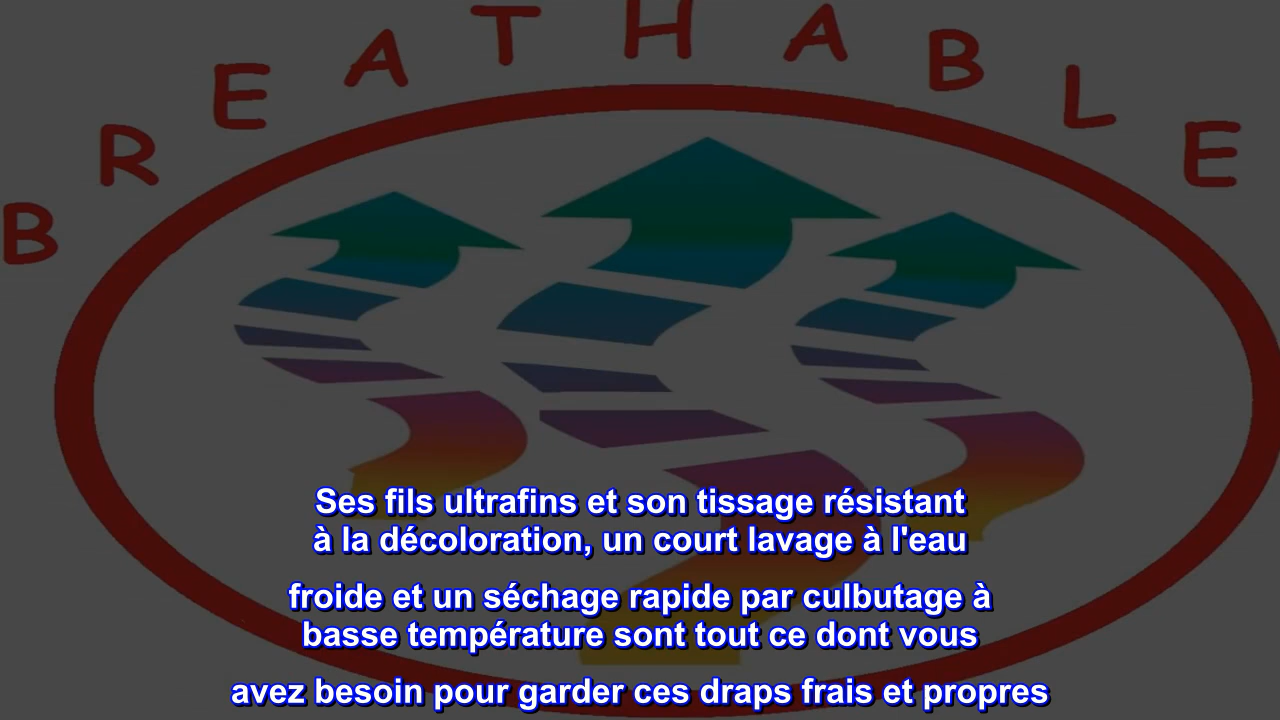 BREATHABLE
Ses fils ultrafins et son tissage résistant
à la décoloration, un court lavage à l'eau
froide et un séchage rapide par culbutage à
basse température sont tout ce dont vous
avez besoin pour garder ces draps frais et propres